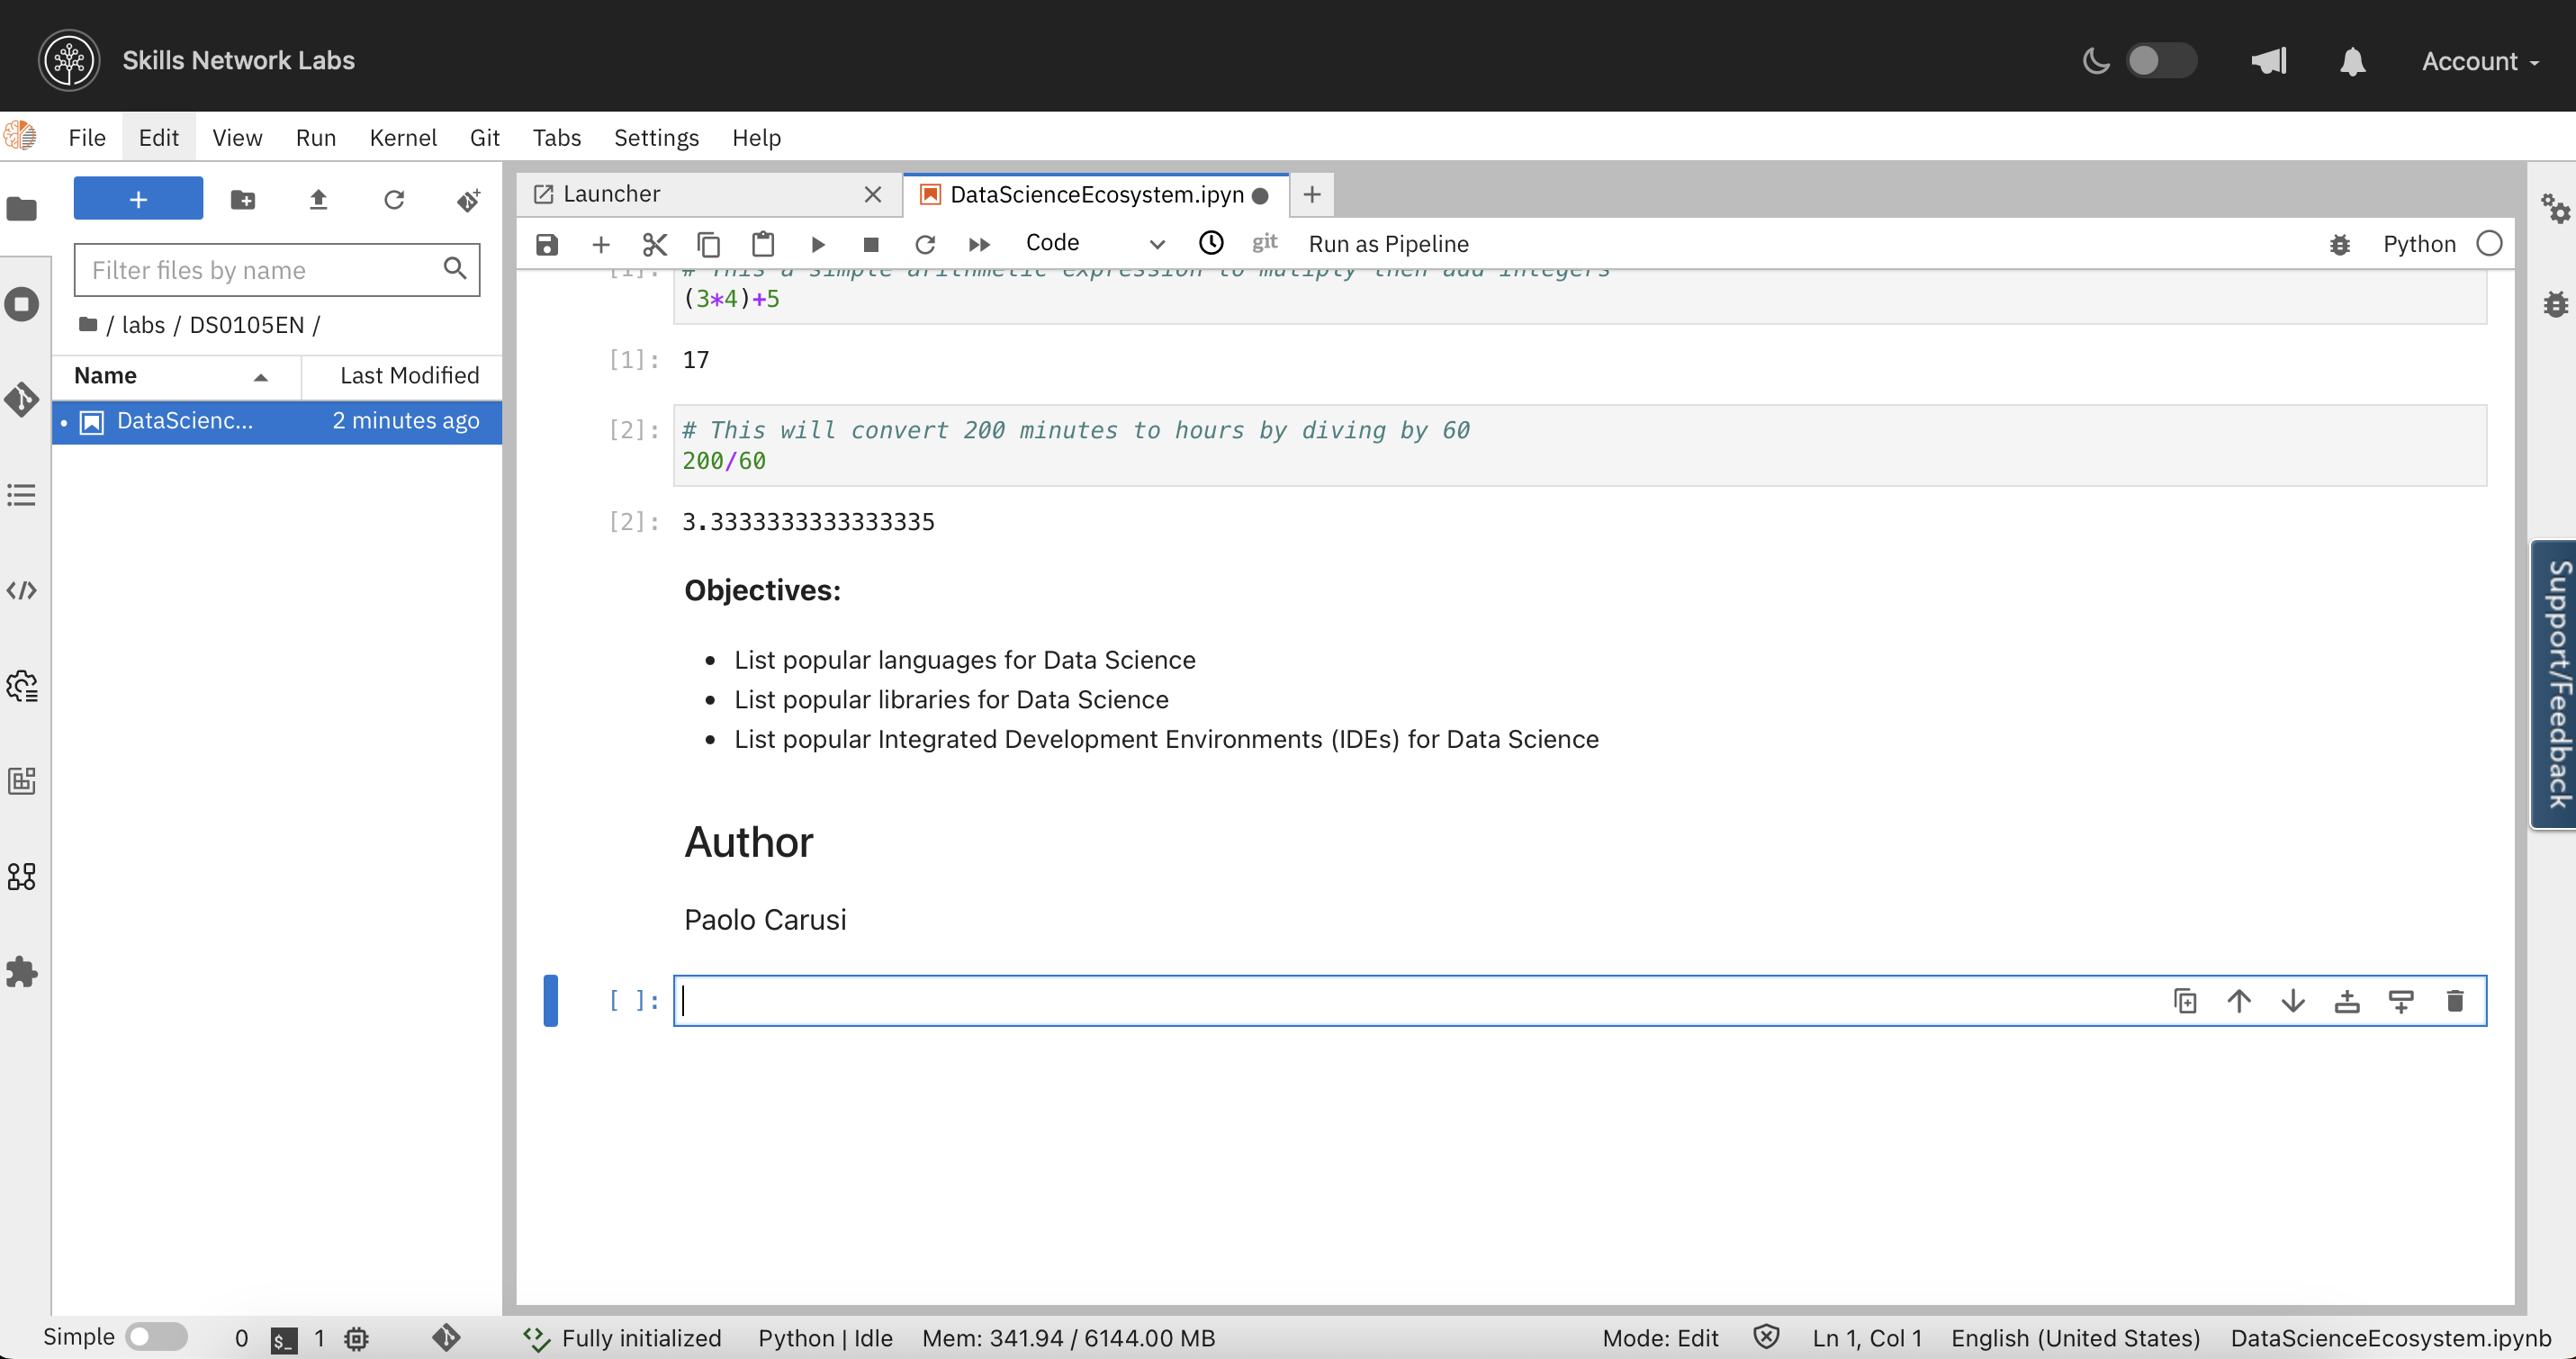 Skills Network Labs
Account
File Edit View Run Kernel Git Tabs Settings Help
+
Launcher
DataScienceEcosystem.ipyn
Filter files by name
/ labs / DS0105EN /
Name Last Modified
DataScienc... 2 minutes ago
Code git Run as Pipeline Python
[1]: # This a simple arithmetic expression to mutiply then add integers
(3*4)+5
[1]: 17
[2]: # This will convert 200 minutes to hours by diving by 60
200/60
[2]: 3.3333333333333335
Objectives:
• List popular languages for Data Science
• List popular libraries for Data Science
• List popular Integrated Development Environments (IDEs) for Data Science
Author
Paolo Carusi
[ ]:
Support/Feedback
Simple 0 $_ 1 Fully initialized Python | Idle Mem: 341.94 / 6144.00 MB Mode: Edit Ln 1, Col 1 English (United States) DataScienceEcosystem.ipynb